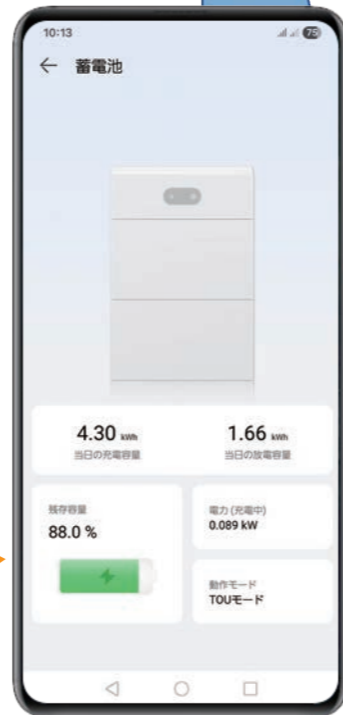 10:13
75
← 蓄電池
4.30 kWh
当日の充電容量
1.66 kWh
当日の放電容量
残存容量
88.0 %
電力 (充電中)
0.089 kW
動作モード
TOUモード